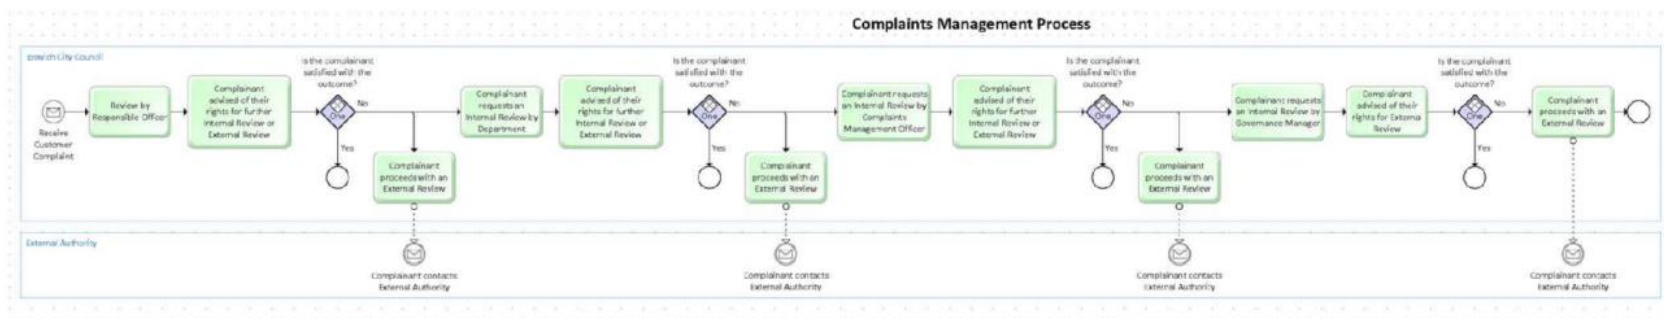 Complaints Management Process
Ipswich City Council
Receive
Customer
Complaint
Review by
Responsible Officer
Complainant
advised of their
rights for further
Internal Review or
External Review
Is the complainant
satisfied with the
outcome?
One
No
Yes
Complainant
proceeds with an
External Review
Complainant
requests an
Internal Review by
Department
Complainant
advised of their
rights for further
Internal Review or
External Review
Is the complainant
satisfied with the
outcome?
One
No
Yes
Complainant
proceeds with an
External Review
Complainant requests
an Internal Review by
Complaints
Management Officer
Complainant
advised of their
rights for further
Internal Review or
External Review
Is the complainant
satisfied with the
outcome?
One
No
Yes
Complainant
proceeds with an
External Review
Complainant requests
an Internal Review by
Governance Manager
Complainant
advised of their
rights for External
Review
Is the complainant
satisfied with the
outcome?
One
No
Yes
Complainant
proceeds with an
External Review
External Authority
Complainant contacts
External Authority
Complainant contacts
External Authority
Complainant contacts
External Authority
Complainant contacts
External Authority